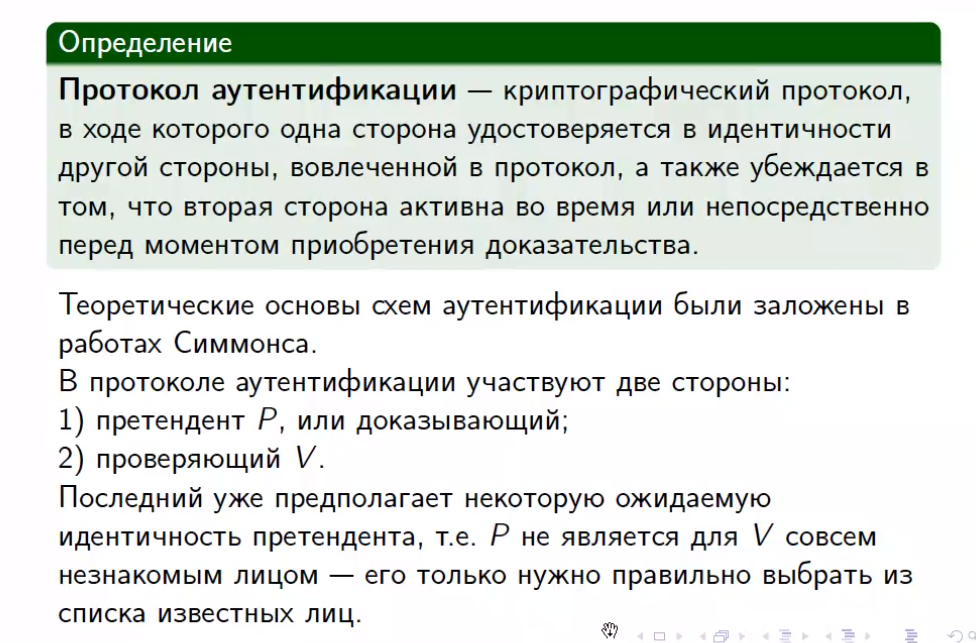 Определение
Протокол аутентификации — криптографический протокол,
в ходе которого одна сторона удостоверяется в идентичности
другой стороны, вовлеченной в протокол, а также убеждается в
том, что вторая сторона активна во время или непосредственно
перед моментом приобретения доказательства.
Теоретические основы схем аутентификации были заложены в
работах Симмонса.
В протоколе аутентификации участвуют две стороны:
1) претендент P, или доказывающий;
2) проверяющий V.
Последний уже предполагает некоторую ожидаемую
идентичность претендента, т.е. P не является для V совсем
незнакомым лицом — его только нужно правильно выбрать из
списка известных лиц.